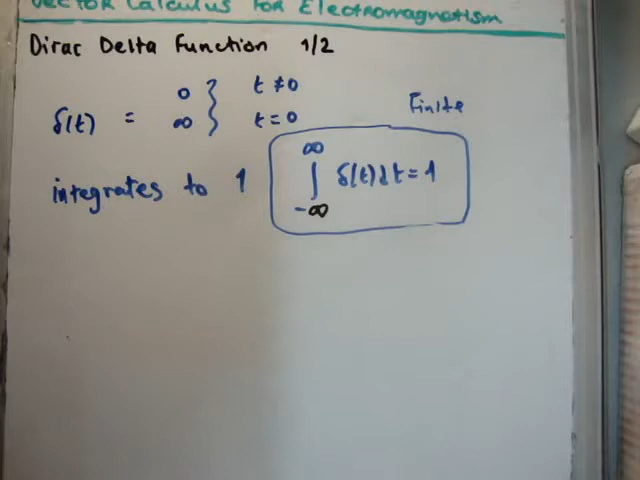 Vector Calculus For Electromagnetism
Dirac Delta Function 1/2
δ(t) = 0 } t ≠ 0
∞ } t = 0
Finite
integrates to 1 ∫_{-∞}^{∞} δ(t) dt = 1